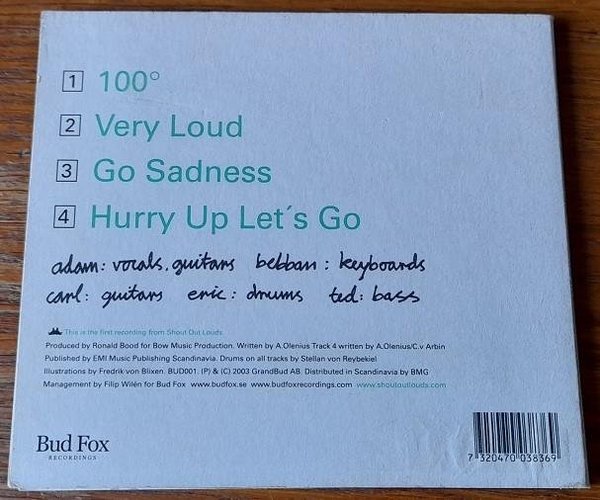 1 100°
2 Very Loud
3 Go Sadness
4 Hurry Up Let´s Go
adam: vocals, guitars bebban: keyboards
carl: guitars eric: drums ted: bass
This is the first recording from Shout Out Louds
Produced by Ronald Bood for Bow Music Production. Written by A.Olenius Track 4 written by A.Olenius/C.v Arbin
Published by EMI Music Publishing Scandinavia. Drums on all tracks by Stellan von Reybekiel
Illustrations by Fredrik von Blixen. BUD001. (P) & (C) 2003 GrandBud AB. Distributed in Scandinavia by BMG
Management by Filip Wilén for Bud Fox www.budfox.se www.budfoxrecordings.com www.shoutoutlouds.com
Bud Fox
RECORDINGS
7 320470 038369